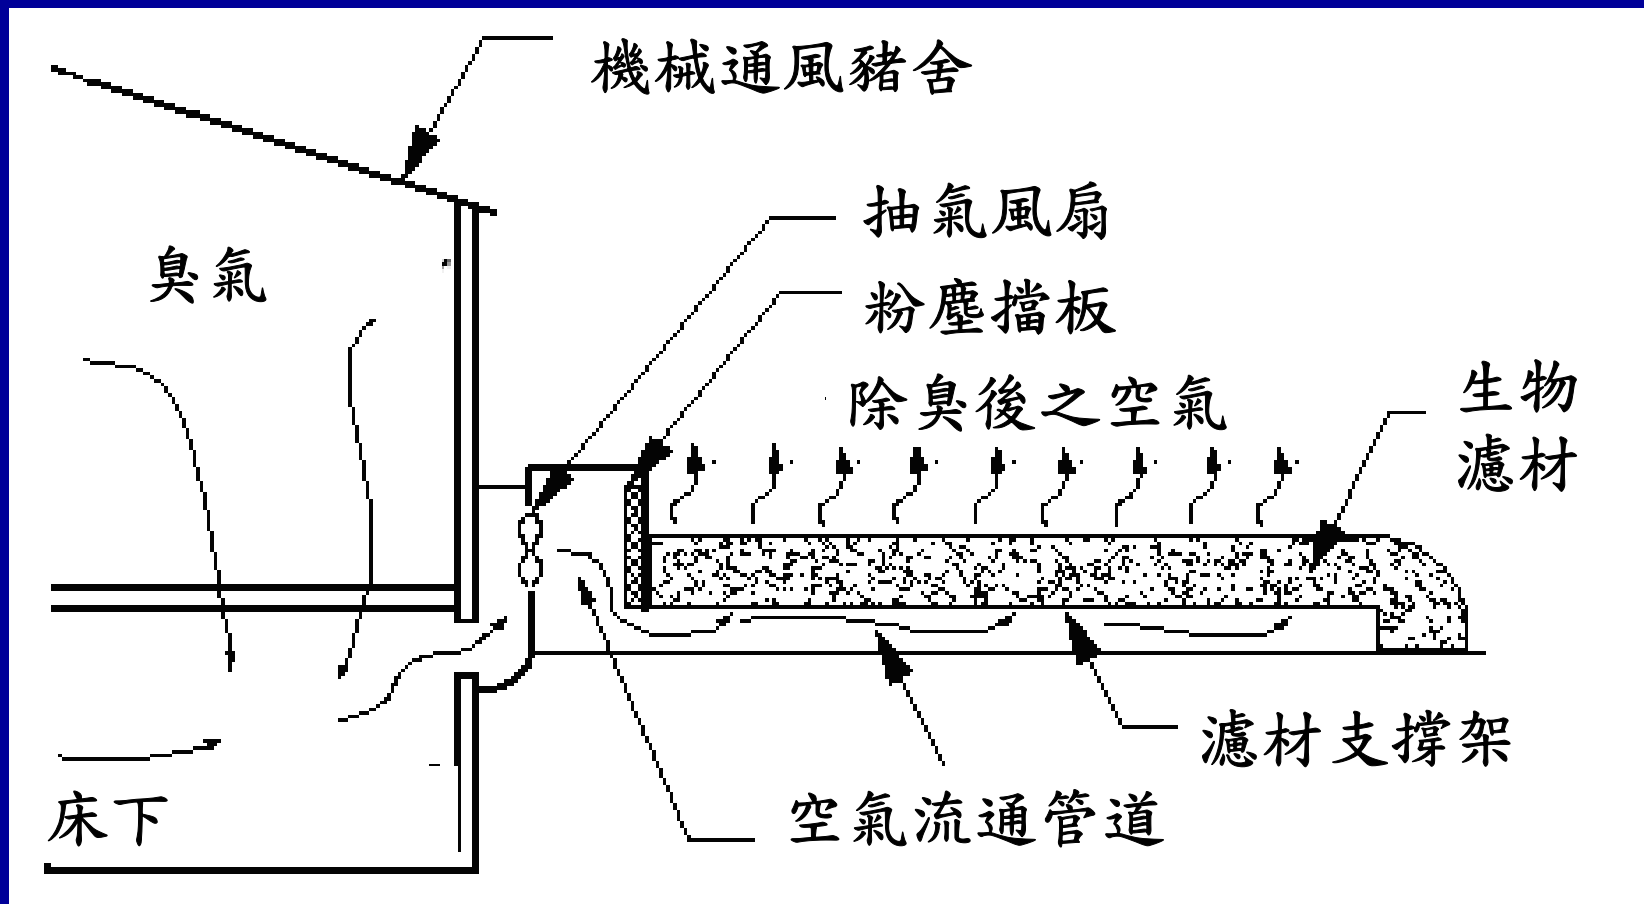 機械通風豬舍
抽氣風扇
臭氣
粉塵擋板
除臭後之空氣
生物
濾材
濾材支撐架
空氣流通管道
床下